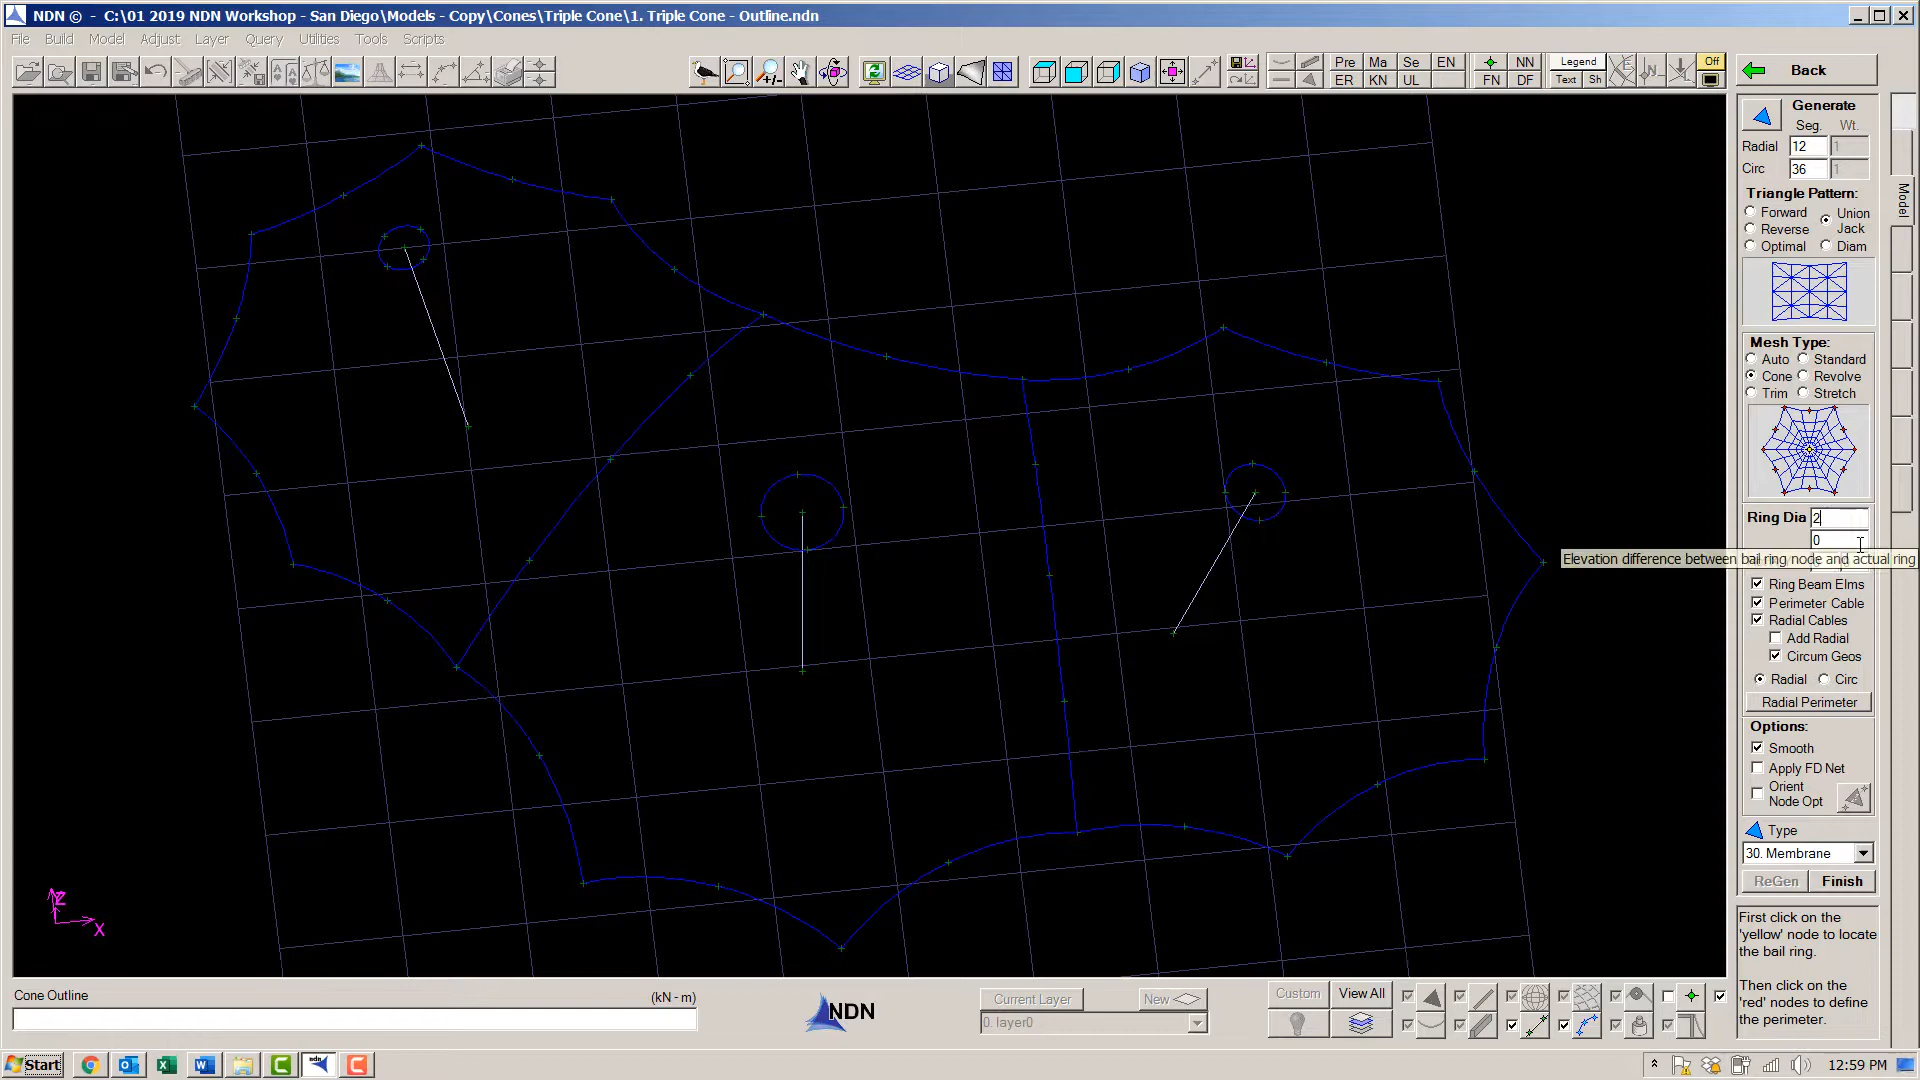 NDN © - C:\01 2019 NDN Workshop - San Diego\Models - Copy\Cones\Triple Cone\1. Triple Cone - Outline.ndn
File Build Model Adjust Layer Query Utilities Tools Scripts
Pre Ma Se EN NN Legend Off
ER KN UL FN DF Text Sh
Back
Generate
Seg. Wt.
Radial 12 1
Circ 36 1
Triangle Pattern:
Forward Union Jack
Reverse
Optimal Diam
Model
Mesh Type:
Auto Standard
Cone Revolve
Trim Stretch
Ring Dia 2
0
Elevation difference between bail ring node and actual ring
Ring Beam Elms
Perimeter Cable
Radial Cables
Add Radial
Circum Geos
Radial Circ
Radial Perimeter
Options:
Smooth
Apply FD Net
Orient
Node Opt
Type
30. Membrane
ReGen Finish
First click on the
'yellow' node to locate
the bail ring.
Then click on the
'red' nodes to define
the perimeter.
Z
X
Cone Outline (kN - m)
NDN
Current Layer New
0. layer0
Custom View All
Start
ndn
12:59 PM